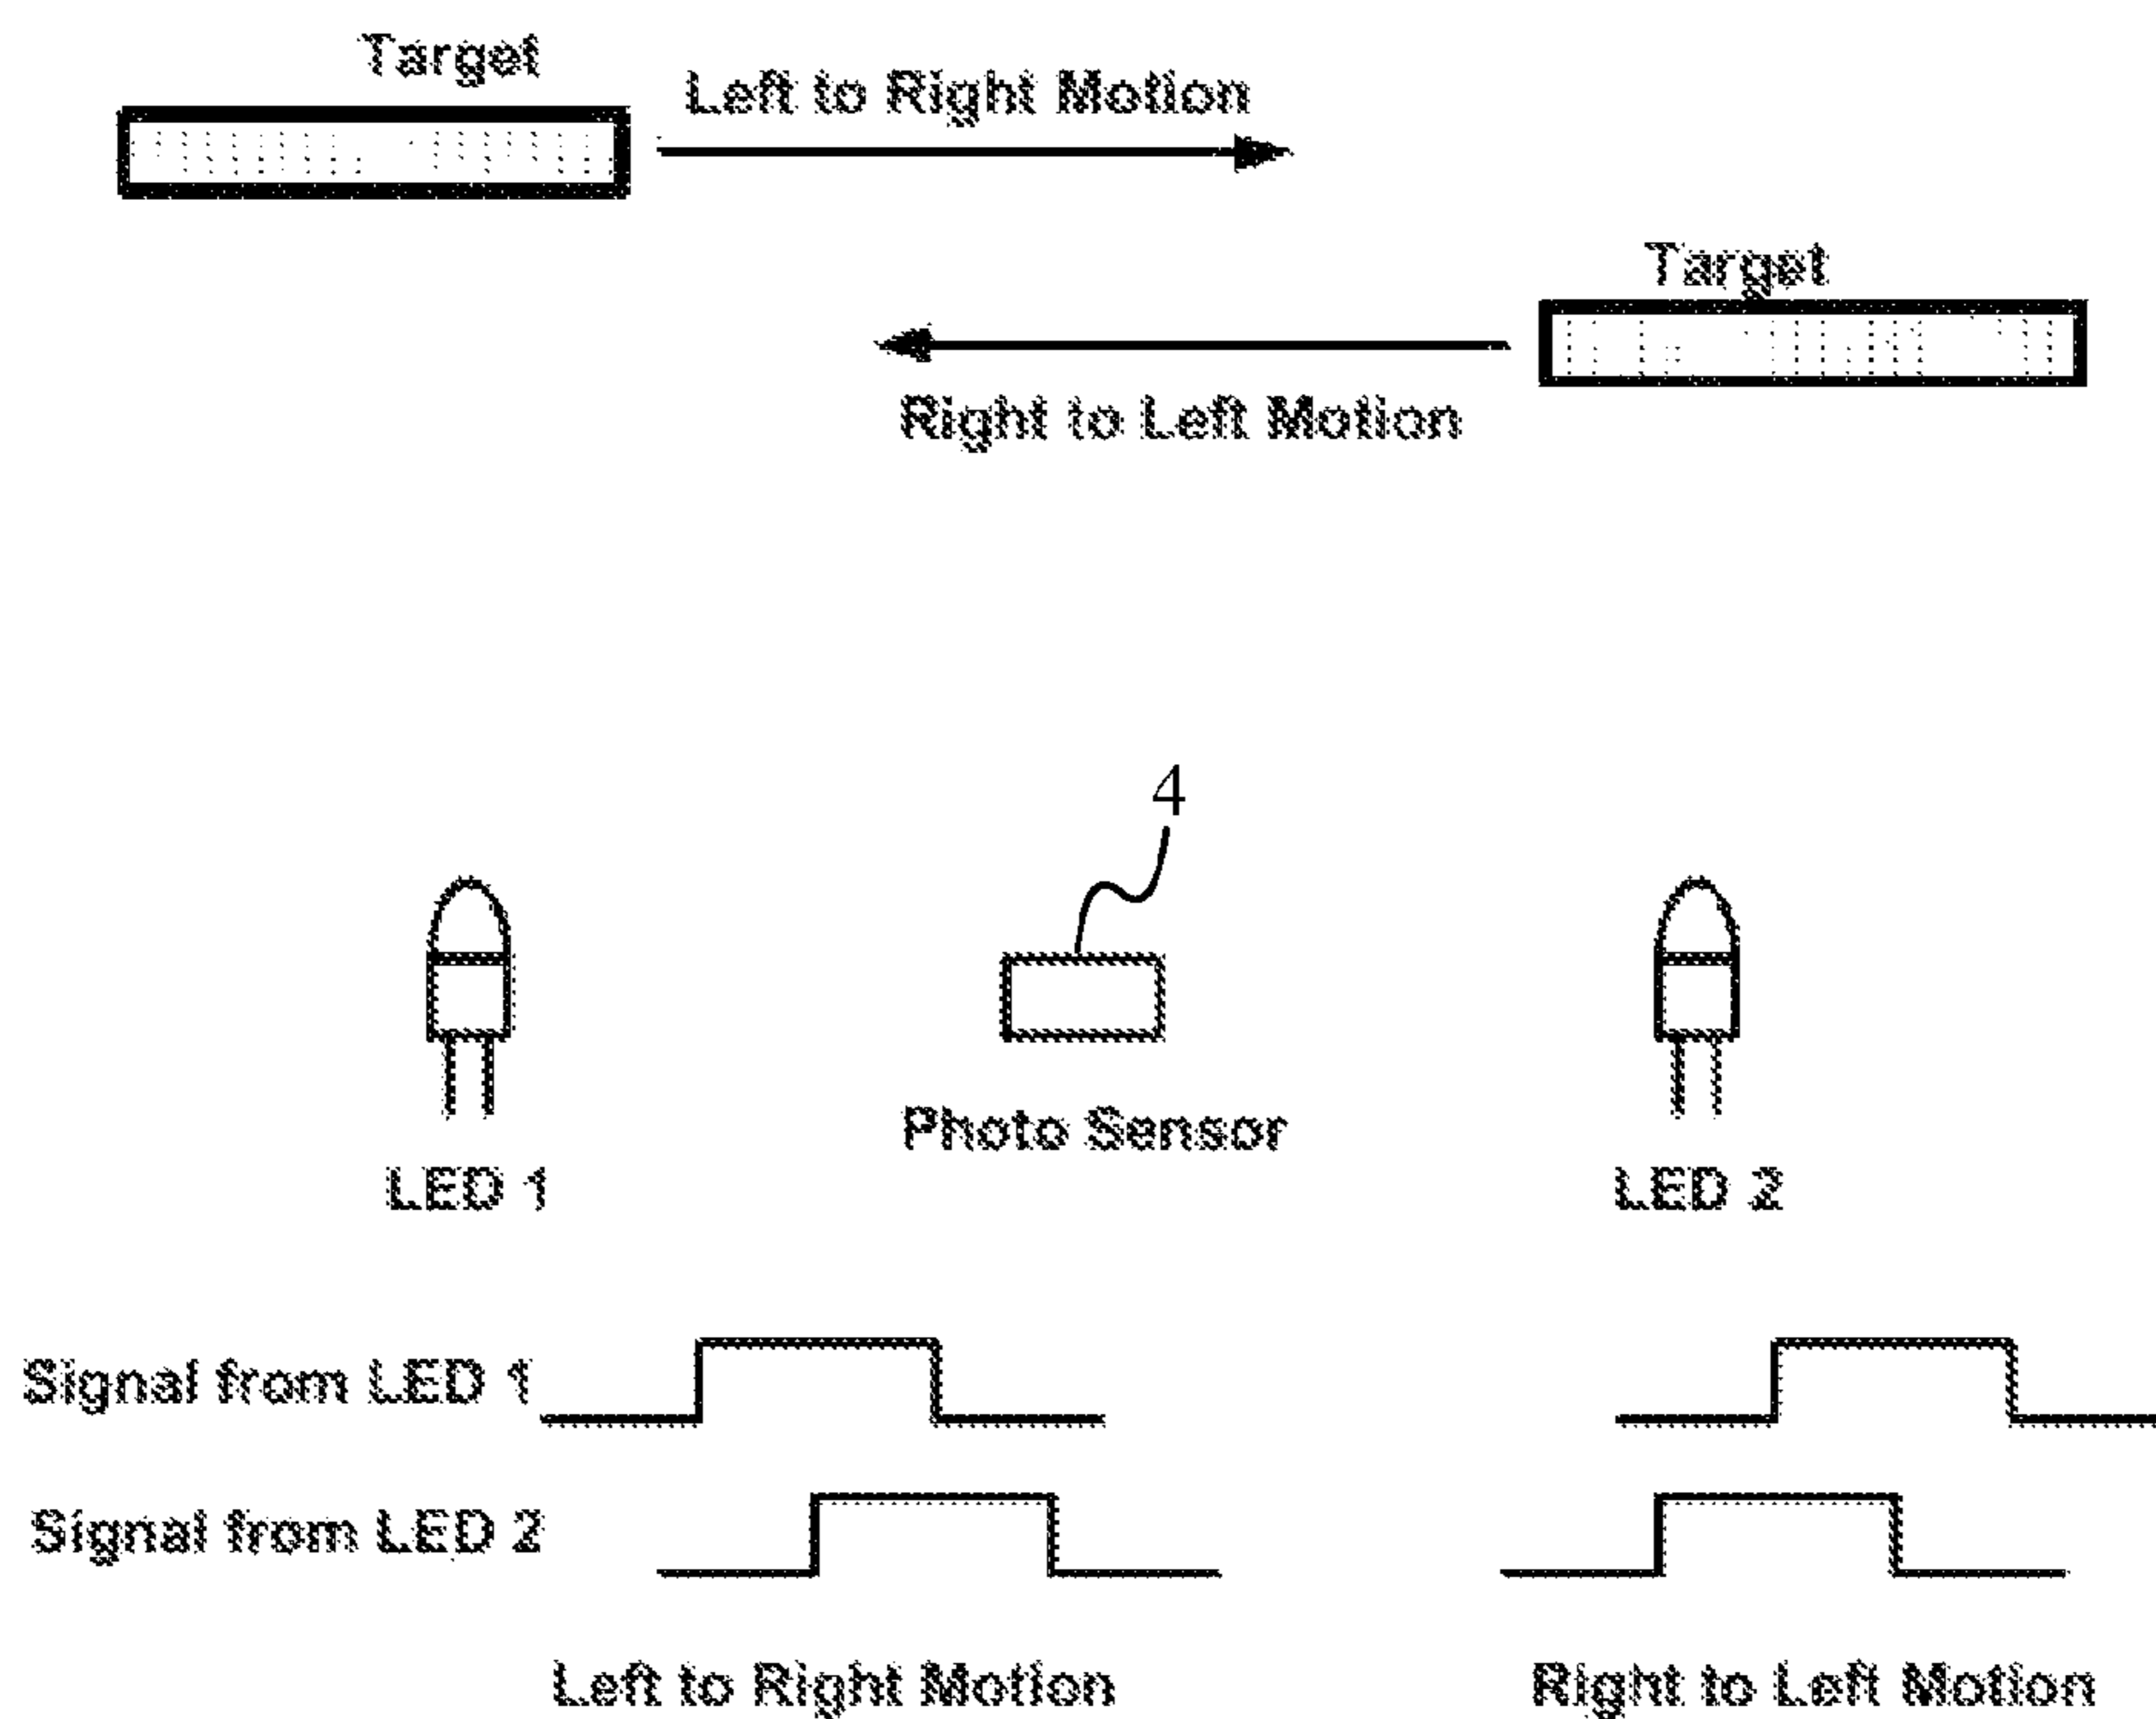 Target
Left to Right Motion
Target
Right to Left Motion
4
Photo Sensor
LED 1
LED 2
Signal from LED 1
Signal from LED 2
Left to Right Motion
Right to Left Motion